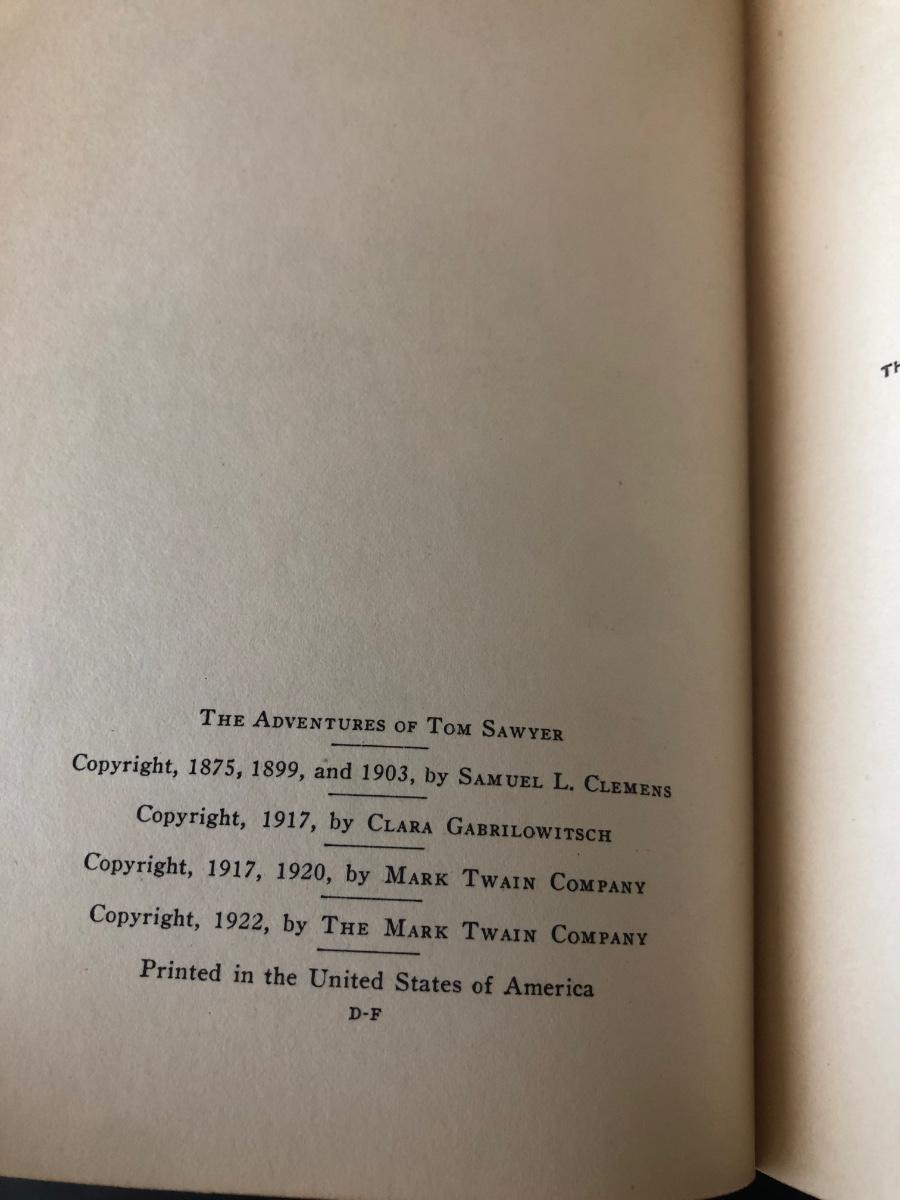 THE ADVENTURES OF TOM SAWYER
Copyright, 1875, 1899, and 1903, by SAMUEL L. CLEMENS
Copyright, 1917, by CLARA GABRILOWITSCH
Copyright, 1917, 1920, by MARK TWAIN COMPANY
Copyright, 1922, by THE MARK TWAIN COMPANY
Printed in the United States of America
D-F